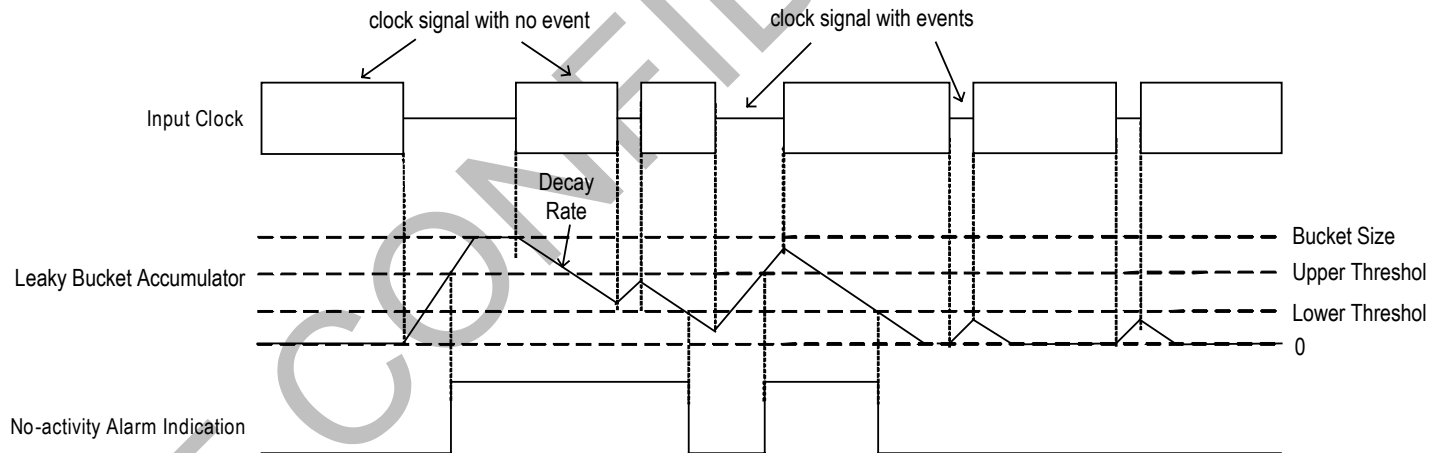 clock signal with no event
clock signal with events
Input Clock
Decay
Rate
Bucket Size
Leaky Bucket Accumulator
Upper Threshol
Lower Threshol
0
No-activity Alarm Indication